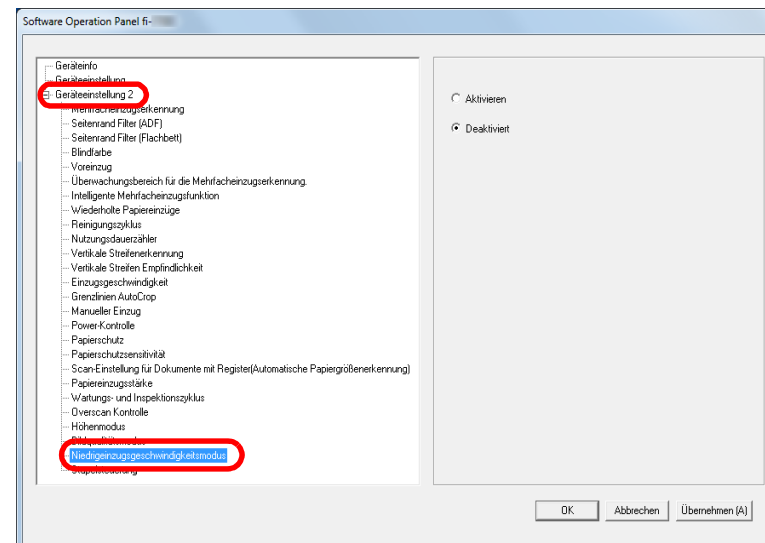 Software Operation Panel fi-
Geräteinfo
Geräteeinstellung
Geräteeinstellung 2
Mehrfacheinzugserkennung
Seitenrand Filter (ADF)
Seitenrand Filter (Flachbett)
Blindfarbe
Voreinzug
Überwachungsbereich für die Mehrfacheinzugserkennung.
Intelligente Mehrfacheinzugsfunktion
Wiederholte Papiereinzüge
Reinigungszyklus
Nutzungsdauerzähler
Vertikale Streifenerkennung
Vertikale Streifen Empfindlichkeit
Einzugsgeschwindigkeit
Grenzlinien AutoCrop
Manueller Einzug
Power-Kontrolle
Papierschutz
Papierschutzsensitivität
Scan-Einstellung für Dokumente mit Register(Automatische Papiergrößenerkennung)
Papiereinzugsstärke
Wartungs- und Inspektionszyklus
Overscan Kontrolle
Höhenmodus
Bildqualitätsmodus
Niedrigeinzugsgeschwindigkeitsmodus
Stapelsteuerung
Aktivieren
Deaktiviert
OK
Abbrechen
Übernehmen (A)